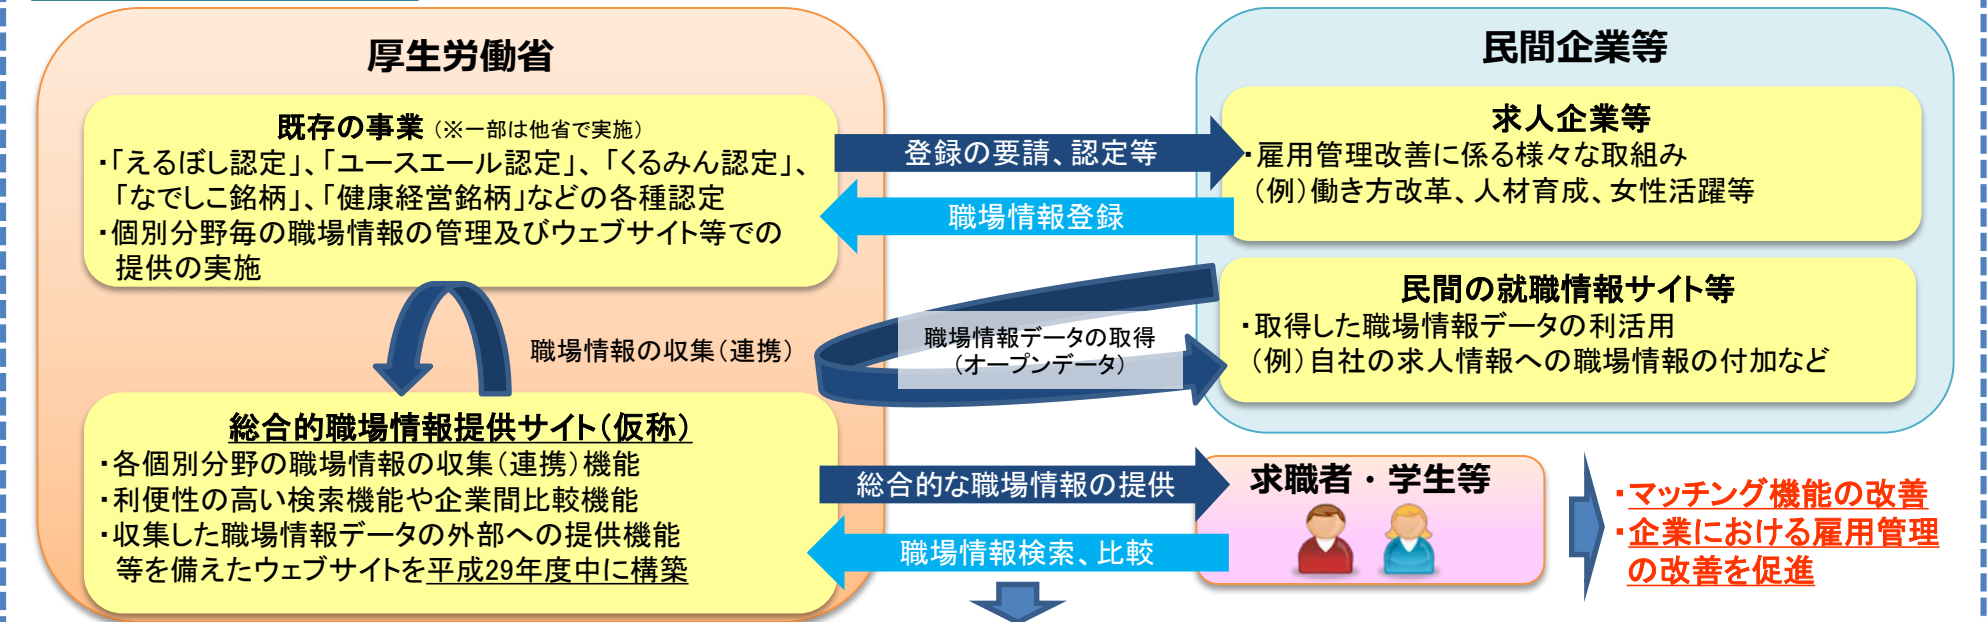 厚生労働省
既存の事業（※一部は他省で実施）
・「えるぼし認定」、「ユースエール認定」、「くるみん認定」、
「なでしこ銘柄」、「健康経営銘柄」などの各種認定
・個別分野毎の職場情報の管理及びウェブサイト等での
提供の実施
職場情報の収集（連携）
総合的職場情報提供サイト（仮称）
・各個別分野の職場情報の収集（連携）機能
・利便性の高い検索機能や企業間比較機能
・収集した職場情報データの外部への提供機能
等を備えたウェブサイトを平成29年度中に構築
登録の要請、認定等
職場情報登録
職場情報データの取得
（オープンデータ）
総合的な職場情報の提供
職場情報検索、比較
民間企業等
求人企業等
・雇用管理改善に係る様々な取組み
（例）働き方改革、人材育成、女性活躍等
民間の就職情報サイト等
・取得した職場情報データの利活用
（例）自社の求人情報への職場情報の付加など
求職者・学生等
・マッチング機能の改善
・企業における雇用管理
の改善を促進